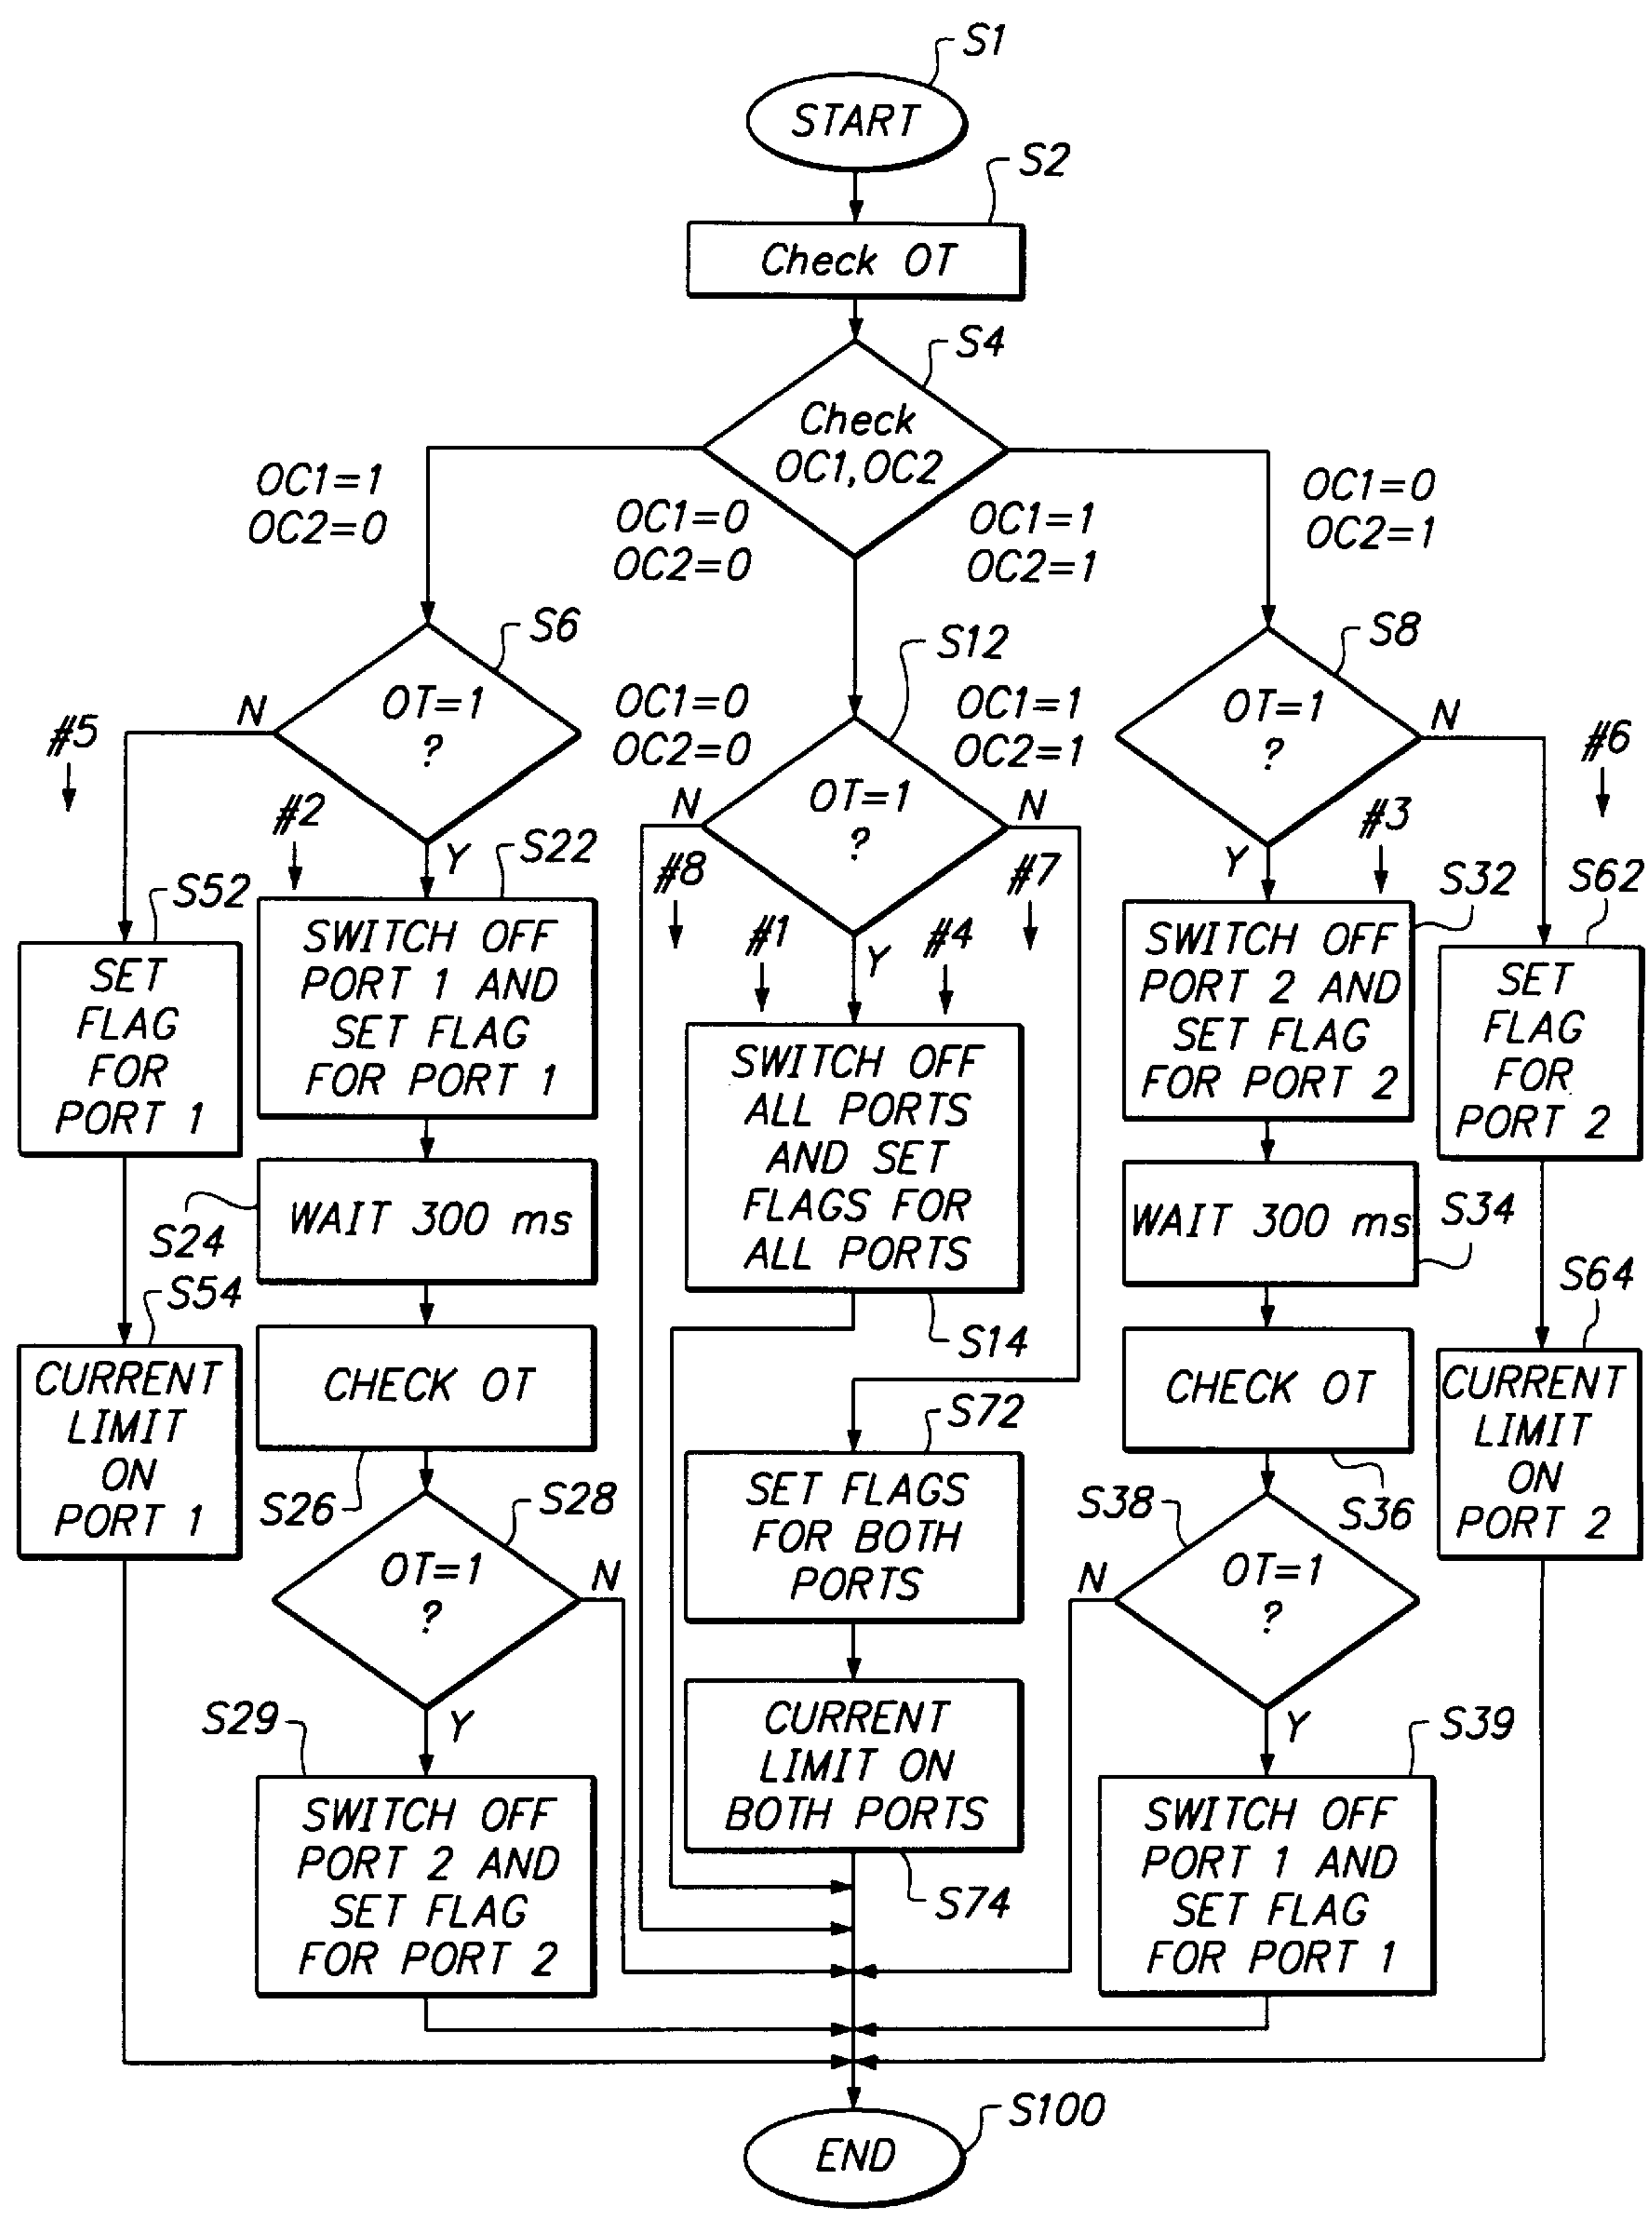 S1
START
S2
Check OT
S4
Check
OC1,OC2
OC1=1
OC2=0
OC1=0
OC2=0
OC1=1
OC2=1
OC1=0
OC2=1
S6
OT=1
?
N
Y
#5
#2
S12
OC1=0
OC2=0
OC1=1
OC2=1
OT=1
?
N
N
Y
#8
#7
#1
#4
S8
OT=1
?
N
Y
#3
#6
S52
SET
FLAG
FOR
PORT 1
S54
CURRENT
LIMIT
ON
PORT 1
S22
SWITCH OFF
PORT 1 AND
SET FLAG
FOR PORT 1
S24
WAIT 300 ms
CHECK OT
S26
S28
OT=1
?
N
Y
S29
SWITCH OFF
PORT 2 AND
SET FLAG
FOR PORT 2
SWITCH OFF
ALL PORTS
AND SET
FLAGS FOR
ALL PORTS
S14
S72
SET FLAGS
FOR BOTH
PORTS
CURRENT
LIMIT ON
BOTH PORTS
S74
S32
SWITCH OFF
PORT 2 AND
SET FLAG
FOR PORT 2
WAIT 300 ms
S34
CHECK OT
S36
S38
OT=1
?
N
Y
S39
SWITCH OFF
PORT 1 AND
SET FLAG
FOR PORT 1
S62
SET
FLAG
FOR
PORT 2
S64
CURRENT
LIMIT
ON
PORT 2
S100
END